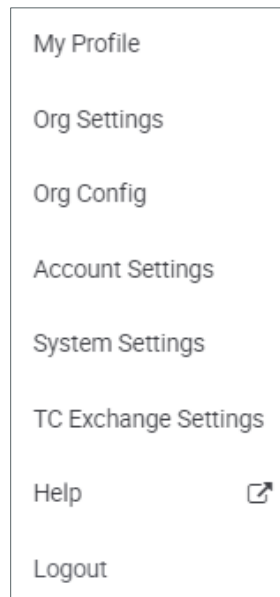 My Profile
Org Settings
Org Config
Account Settings
System Settings
TC Exchange Settings
Help
Logout